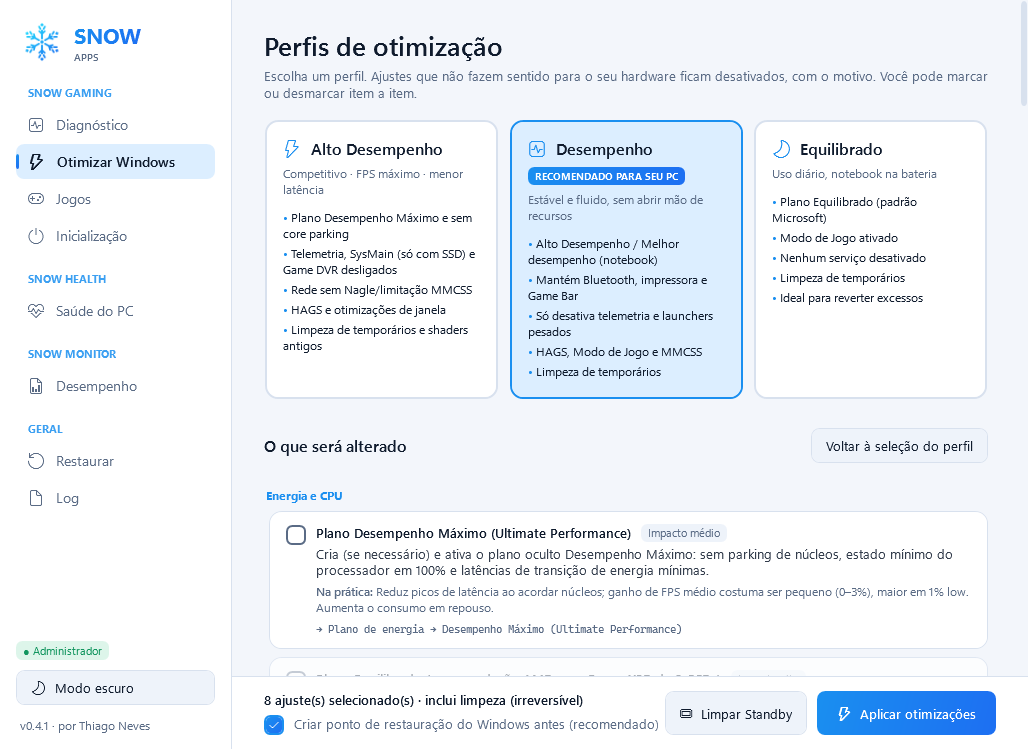 SNOW
APPS
SNOW GAMING
Diagnóstico
Otimizar Windows
Jogos
Inicialização
SNOW HEALTH
Saúde do PC
SNOW MONITOR
Desempenho
GERAL
Restaurar
Log
● Administrador
Modo escuro
v0.4.1 · por Thiago Neves
Perfis de otimização
Escolha um perfil. Ajustes que não fazem sentido para o seu hardware ficam desativados, com o motivo. Você pode marcar
ou desmarcar item a item.
Alto Desempenho
Competitivo · FPS máximo · menor
latência
• Plano Desempenho Máximo e sem
core parking
• Telemetria, SysMain (só com SSD) e
Game DVR desligados
• Rede sem Nagle/limitação MMCSS
• HAGS e otimizações de janela
• Limpeza de temporários e shaders
antigos
Desempenho
RECOMENDADO PARA SEU PC
Estável e fluido, sem abrir mão de
recursos
• Alto Desempenho / Melhor
desempenho (notebook)
• Mantém Bluetooth, impressora e
Game Bar
• Só desativa telemetria e launchers
pesados
• HAGS, Modo de Jogo e MMCSS
• Limpeza de temporários
Equilibrado
Uso diário, notebook na bateria
• Plano Equilibrado (padrão
Microsoft)
• Modo de Jogo ativado
• Nenhum serviço desativado
• Limpeza de temporários
• Ideal para reverter excessos
O que será alterado
Voltar à seleção do perfil
Energia e CPU
Plano Desempenho Máximo (Ultimate Performance)
Impacto médio
Cria (se necessário) e ativa o plano oculto Desempenho Máximo: sem parking de núcleos, estado mínimo do
processador em 100% e latências de transição de energia mínimas.
Na prática: Reduz picos de latência ao acordar núcleos; ganho de FPS médio costuma ser pequeno (0–3%), maior em 1% low.
Aumenta o consumo em repouso.
→ Plano de energia → Desempenho Máximo (Ultimate Performance)
8 ajuste(s) selecionado(s) · inclui limpeza (irreversível)
Criar ponto de restauração do Windows antes (recomendado)
Limpar Standby
Aplicar otimizações